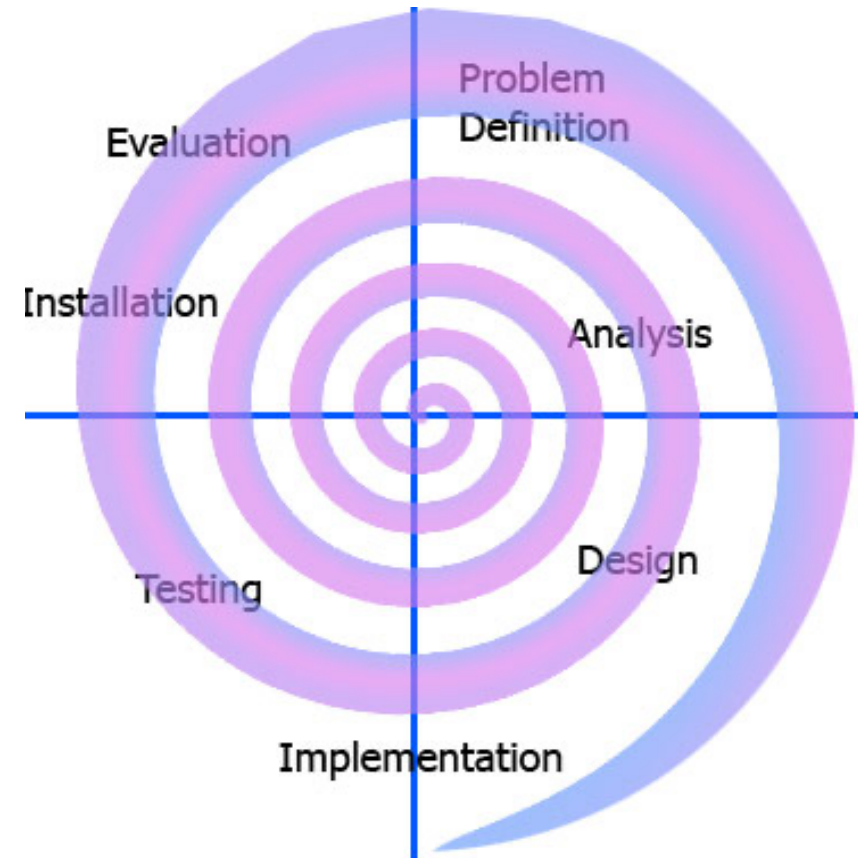 Problem
Definition
Analysis
Design
Implementation
Testing
Installation
Evaluation